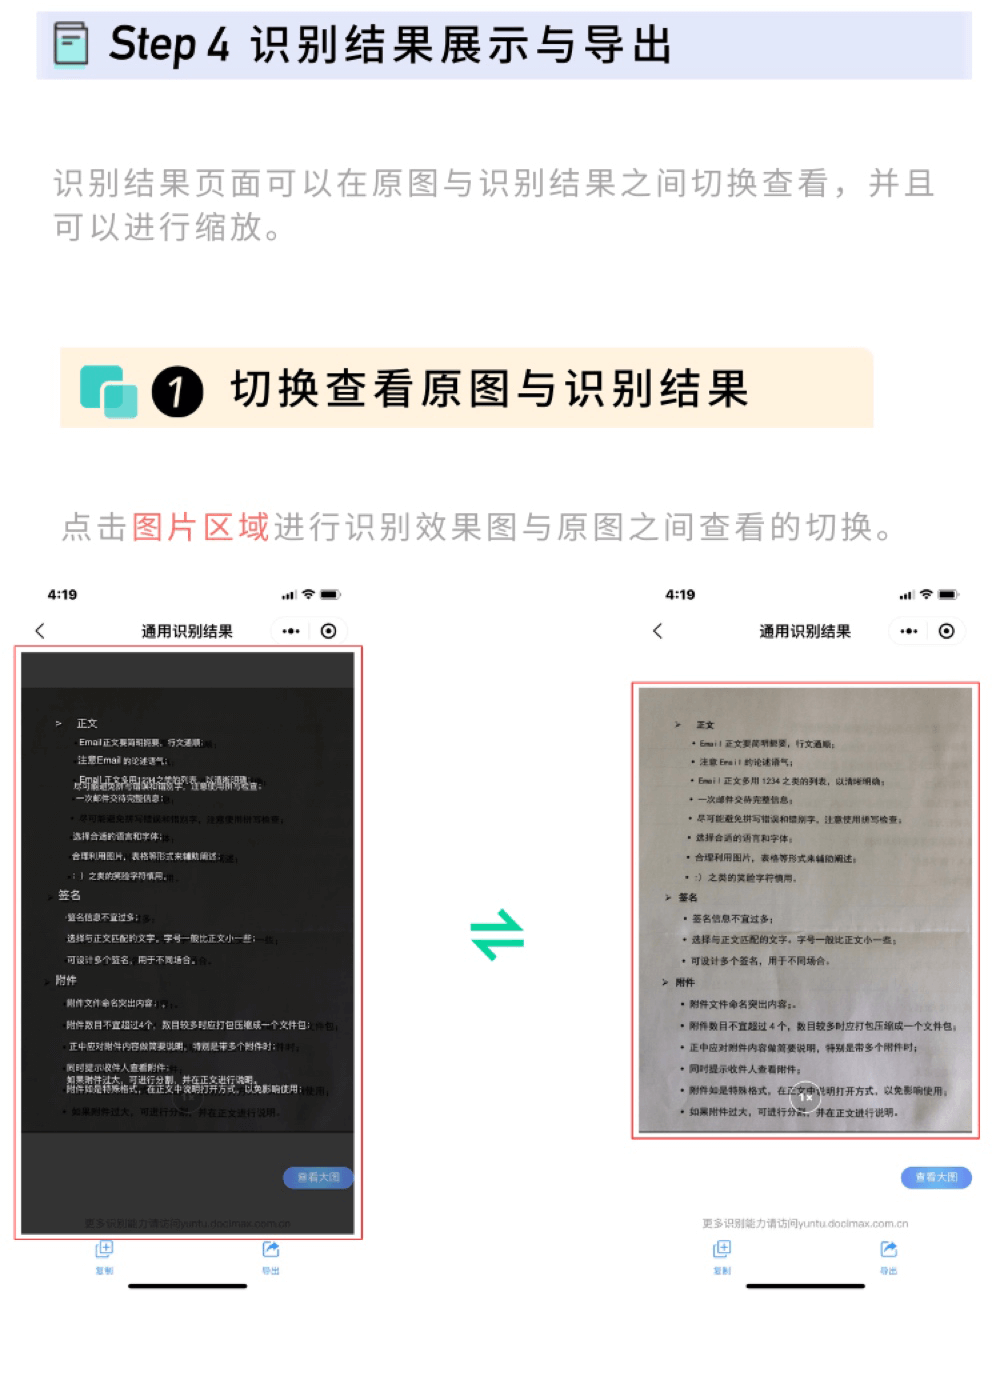 Step 4 识别结果展示与导出
识别结果页面可以在原图与识别结果之间切换查看，并且
可以进行缩放。
1 切换查看原图与识别结果
点击图片区域进行识别效果图与原图之间查看的切换。
4:19
通用识别结果
> 正文
·Email正文要简明扼要，行文通顺;
·注意Email 的论述语气;
·Email 正文多用1234之类的列表，以清晰明确;
尽可能避免拼写错误和错别字，注意使用拼写检查;
·一次邮件交待完整信息;
选择合适的语言和字体;
·合理利用图片，表格等形式来辅助阐述;
·: ）之类的笑脸字符慎用。
签名
·签名信息不宜过多;
选择与正文匹配的文字。字号一般比正文小一些;
·可设计多个签名，用于不同场合。
附件
·附件文件命名突出内容;。
·附件数目不宜超过4个，数目较多时应打包压缩成一个文件包;
正中应对附件内容做简要说明，特别是带多个附件时;
同时提示收件人查看附件;
如果附件过大，可进行分割，并在正文进行说明。
·附件如是特殊格式，在正文中说明打开方式，以免影响使用;
查看大图
更多识别能力请访问yuntu.docimax.com.cn
复制 导出
4:19
通用识别结果
➢ 正文
• Email 正文要简明扼要，行文通顺；
• 注意 Email 的论述语气；
• Email 正文多用 1234 之类的列表，以清晰明确；
• 一次邮件交待完整信息；
• 尽可能避免拼写错误和错别字，注意使用拼写检查；
• 选择合适的语言和字体；
• 合理利用图片，表格等形式来辅助阐述；
• :）之类的笑脸字符慎用。
➢ 签名
• 签名信息不宜过多；
• 选择与正文匹配的文字。字号一般比正文小一些；
• 可设计多个签名，用于不同场合。
➢ 附件
• 附件文件命名突出内容；。
• 附件数目不宜超过 4 个，数目较多时应打包压缩成一个文件包；
• 正中应对附件内容做简要说明，特别是带多个附件时；
• 同时提示收件人查看附件；
• 附件如是特殊格式，在正文中说明打开方式，以免影响使用；
1×
• 如果附件过大，可进行分割，并在正文进行说明。
查看大图
更多识别能力请访问yuntu.docimax.com.cn
复制 导出